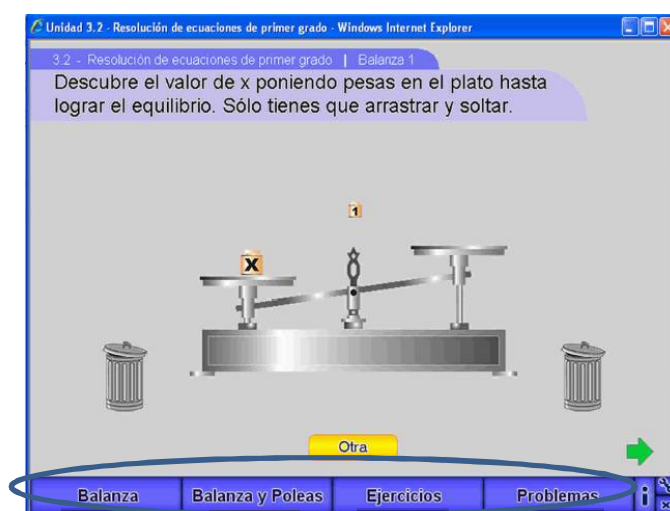 Unidad 3.2 - Resolución de ecuaciones de primer grado - Windows Internet Explorer
3.2 - Resolución de ecuaciones de primer grado | Balanza 1
Descubre el valor de x poniendo pesas en el plato hasta
lograr el equilibrio. Sólo tienes que arrastrar y soltar.
1
X
Otra
Balanza Balanza y Poleas Ejercicios Problemas i